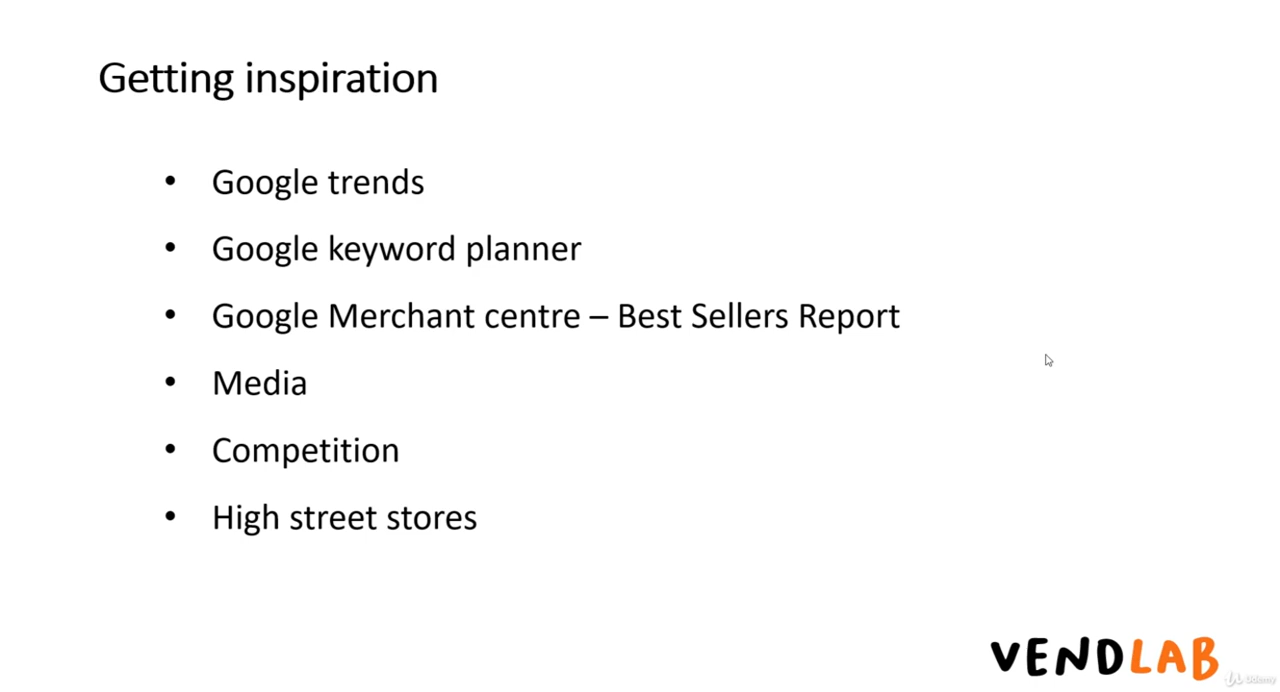 Getting inspiration
• Google trends
• Google keyword planner
• Google Merchant centre – Best Sellers Report
• Media
• Competition
• High street stores
VENDLAB
Udemy